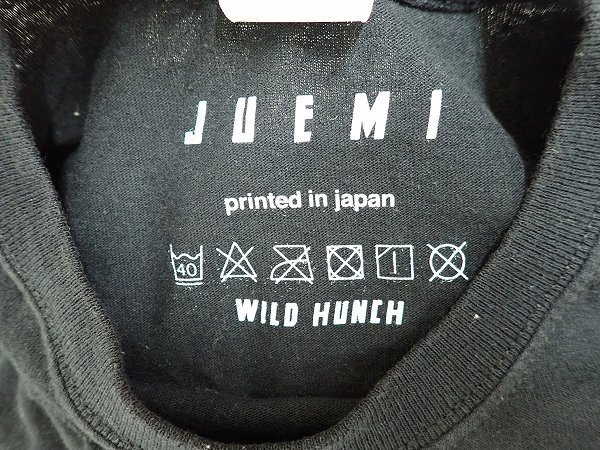 JUEMI
printed in japan
40
WILD HUNCH